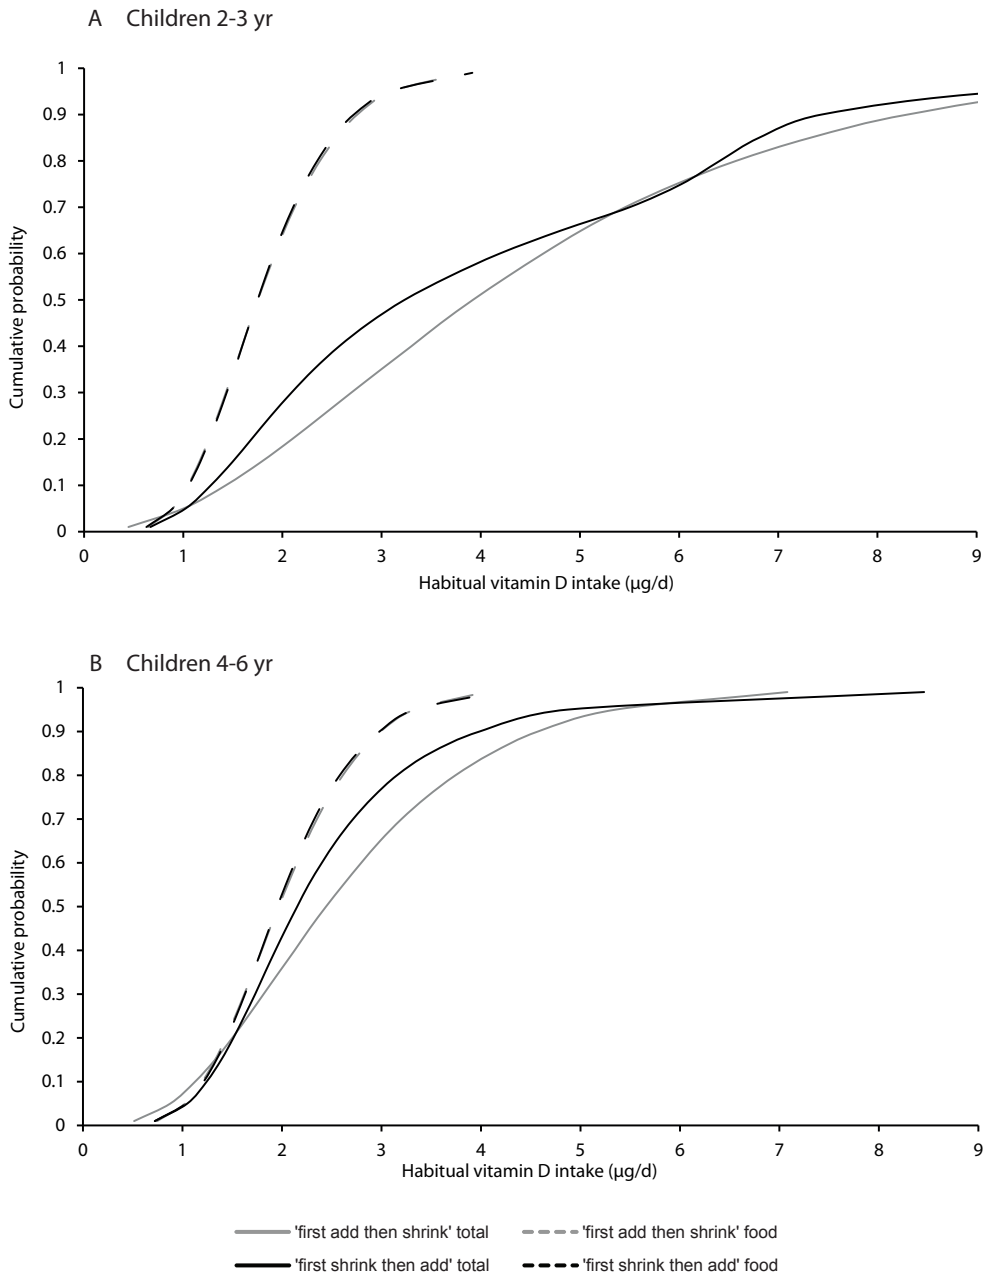 A Children 2-3 yr
1
0.9
0.8
0.7
0.6
0.5
0.4
0.3
0.2
0.1
0
Cumulative probability
0 1 2 3 4 5 6 7 8 9
Habitual vitamin D intake (µg/d)
B Children 4-6 yr
1
0.9
0.8
0.7
0.6
0.5
0.4
0.3
0.2
0.1
0
Cumulative probability
0 1 2 3 4 5 6 7 8 9
Habitual vitamin D intake (µg/d)
'first add then shrink' total 'first add then shrink' food
'first shrink then add' total 'first shrink then add' food